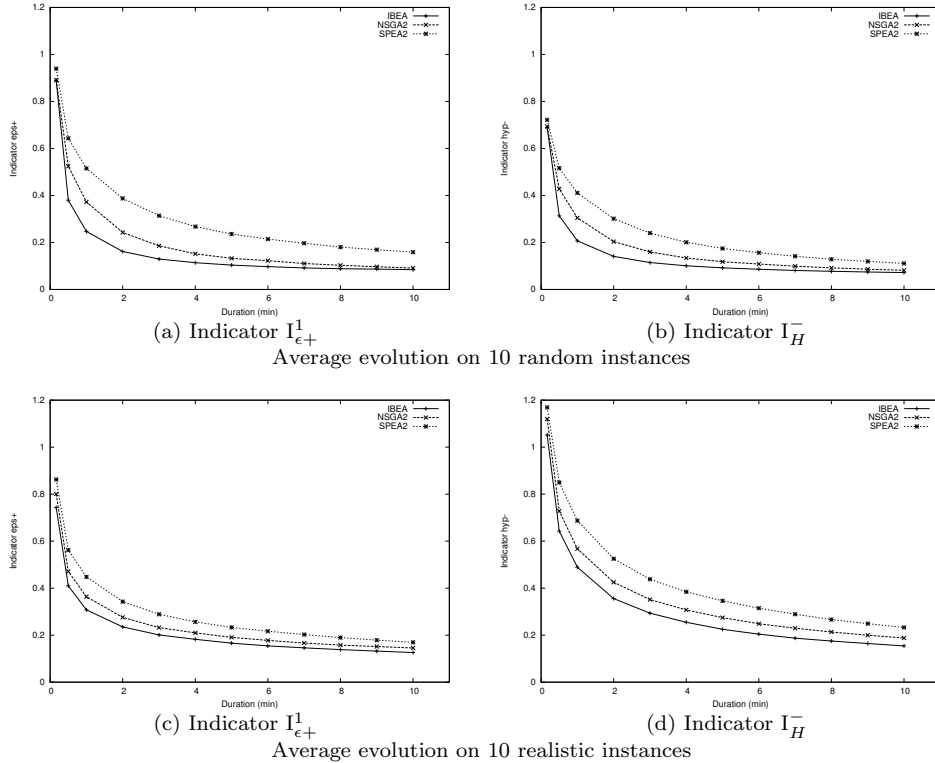 1.2
1
0.8
0.6
0.4
0.2
0
Indicator eps+
0 2 4 6 8 10
Duration (min)
IBEA
NSGA2
SPEA2
(a) Indicator I¹ϵ+
1.2
1
0.8
0.6
0.4
0.2
0
Indicator hyp-
0 2 4 6 8 10
Duration (min)
IBEA
NSGA2
SPEA2
(b) Indicator I−H
Average evolution on 10 random instances
1.2
1
0.8
0.6
0.4
0.2
0
Indicator eps+
0 2 4 6 8 10
Duration (min)
IBEA
NSGA2
SPEA2
(c) Indicator I¹ϵ+
1.2
1
0.8
0.6
0.4
0.2
0
Indicator hyp-
0 2 4 6 8 10
Duration (min)
IBEA
NSGA2
SPEA2
(d) Indicator I−H
Average evolution on 10 realistic instances